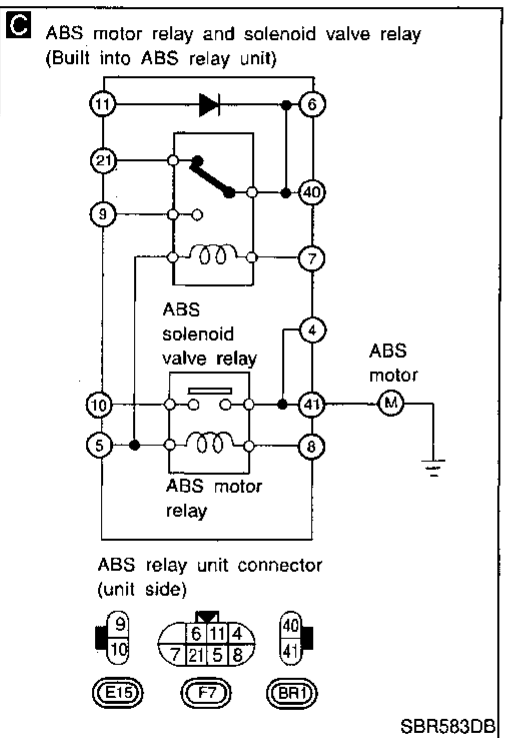 C ABS motor relay and solenoid valve relay
(Built into ABS relay unit)
11 6
21
40
9
7
ABS
solenoid
valve relay
4
ABS
motor
10 41 M
5 8
ABS motor
relay
ABS relay unit connector
(unit side)
9 6 11 4 40
10 7 21 5 8 41
E15 F7 BR1
SBR583DB